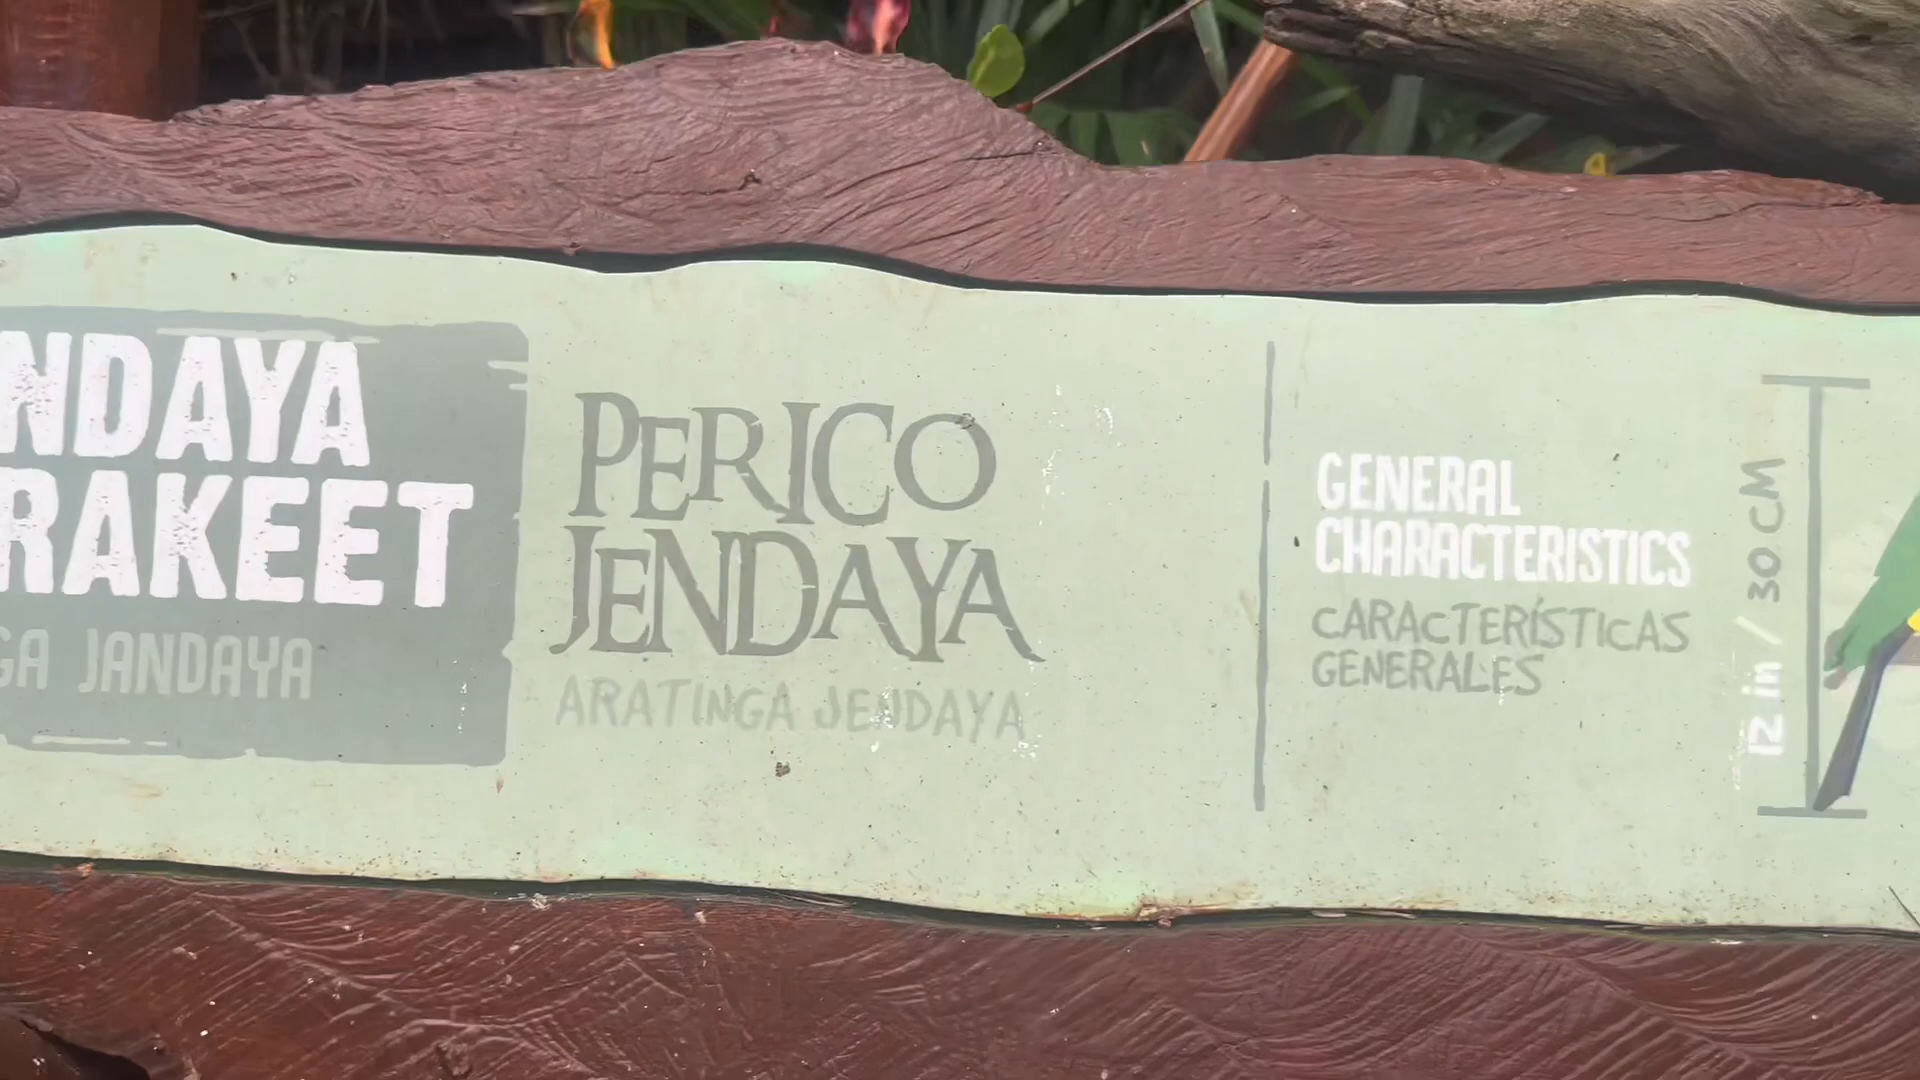 NDAYA
RAKEET
GA JANDAYA
PERICO
JENDAYA
ARATINGA JENDAYA
GENERAL
CHARACTERISTICS
CARACTERÍSTICAS
GENERALES
12 in / 30 CM